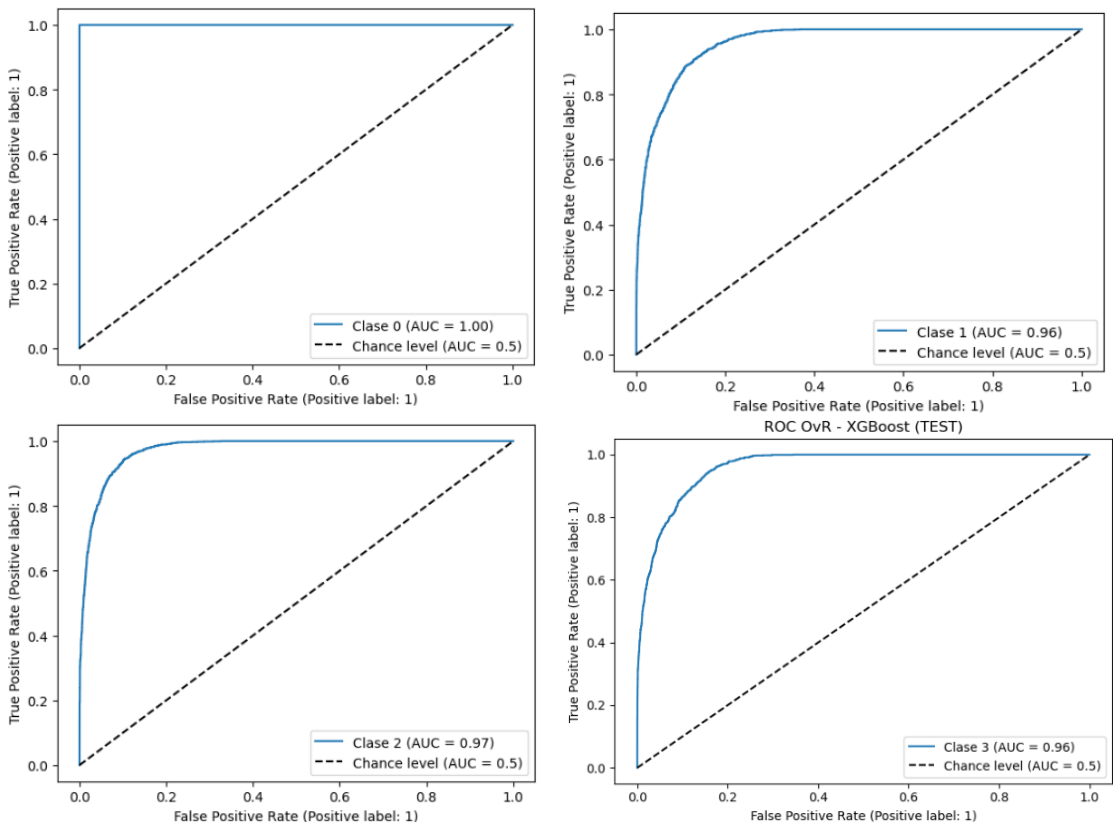 1.0
0.8
0.6
0.4
0.2
0.0
True Positive Rate (Positive label: 1)
Clase 0 (AUC = 1.00)
Chance level (AUC = 0.5)
0.0 0.2 0.4 0.6 0.8 1.0
False Positive Rate (Positive label: 1)
1.0
0.8
0.6
0.4
0.2
0.0
True Positive Rate (Positive label: 1)
Clase 1 (AUC = 0.96)
Chance level (AUC = 0.5)
0.0 0.2 0.4 0.6 0.8 1.0
False Positive Rate (Positive label: 1)
1.0
0.8
0.6
0.4
0.2
0.0
True Positive Rate (Positive label: 1)
Clase 2 (AUC = 0.97)
Chance level (AUC = 0.5)
0.0 0.2 0.4 0.6 0.8 1.0
False Positive Rate (Positive label: 1)
ROC OvR - XGBoost (TEST)
1.0
0.8
0.6
0.4
0.2
0.0
True Positive Rate (Positive label: 1)
Clase 3 (AUC = 0.96)
Chance level (AUC = 0.5)
0.0 0.2 0.4 0.6 0.8 1.0
False Positive Rate (Positive label: 1)